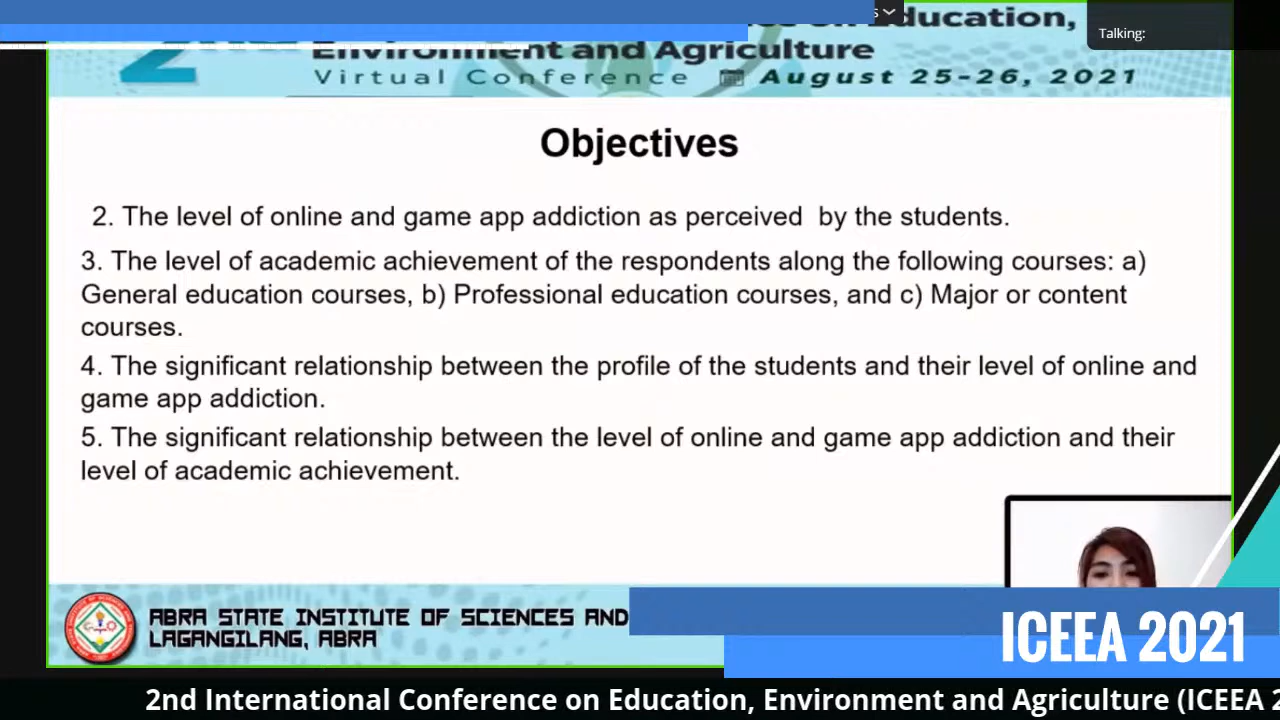 Education,
Talking:
Environment and Agriculture
2
Virtual Conference August 25-26, 2021
Objectives
2. The level of online and game app addiction as perceived by the students.
3. The level of academic achievement of the respondents along the following courses: a)
General education courses, b) Professional education courses, and c) Major or content
courses.
4. The significant relationship between the profile of the students and their level of online and
game app addiction.
5. The significant relationship between the level of online and game app addiction and their
level of academic achievement.
ABRA STATE INSTITUTE OF SCIENCES AND
LAGANGILANG, ABRA
ICEEA 2021
2nd International Conference on Education, Environment and Agriculture (ICEEA 2